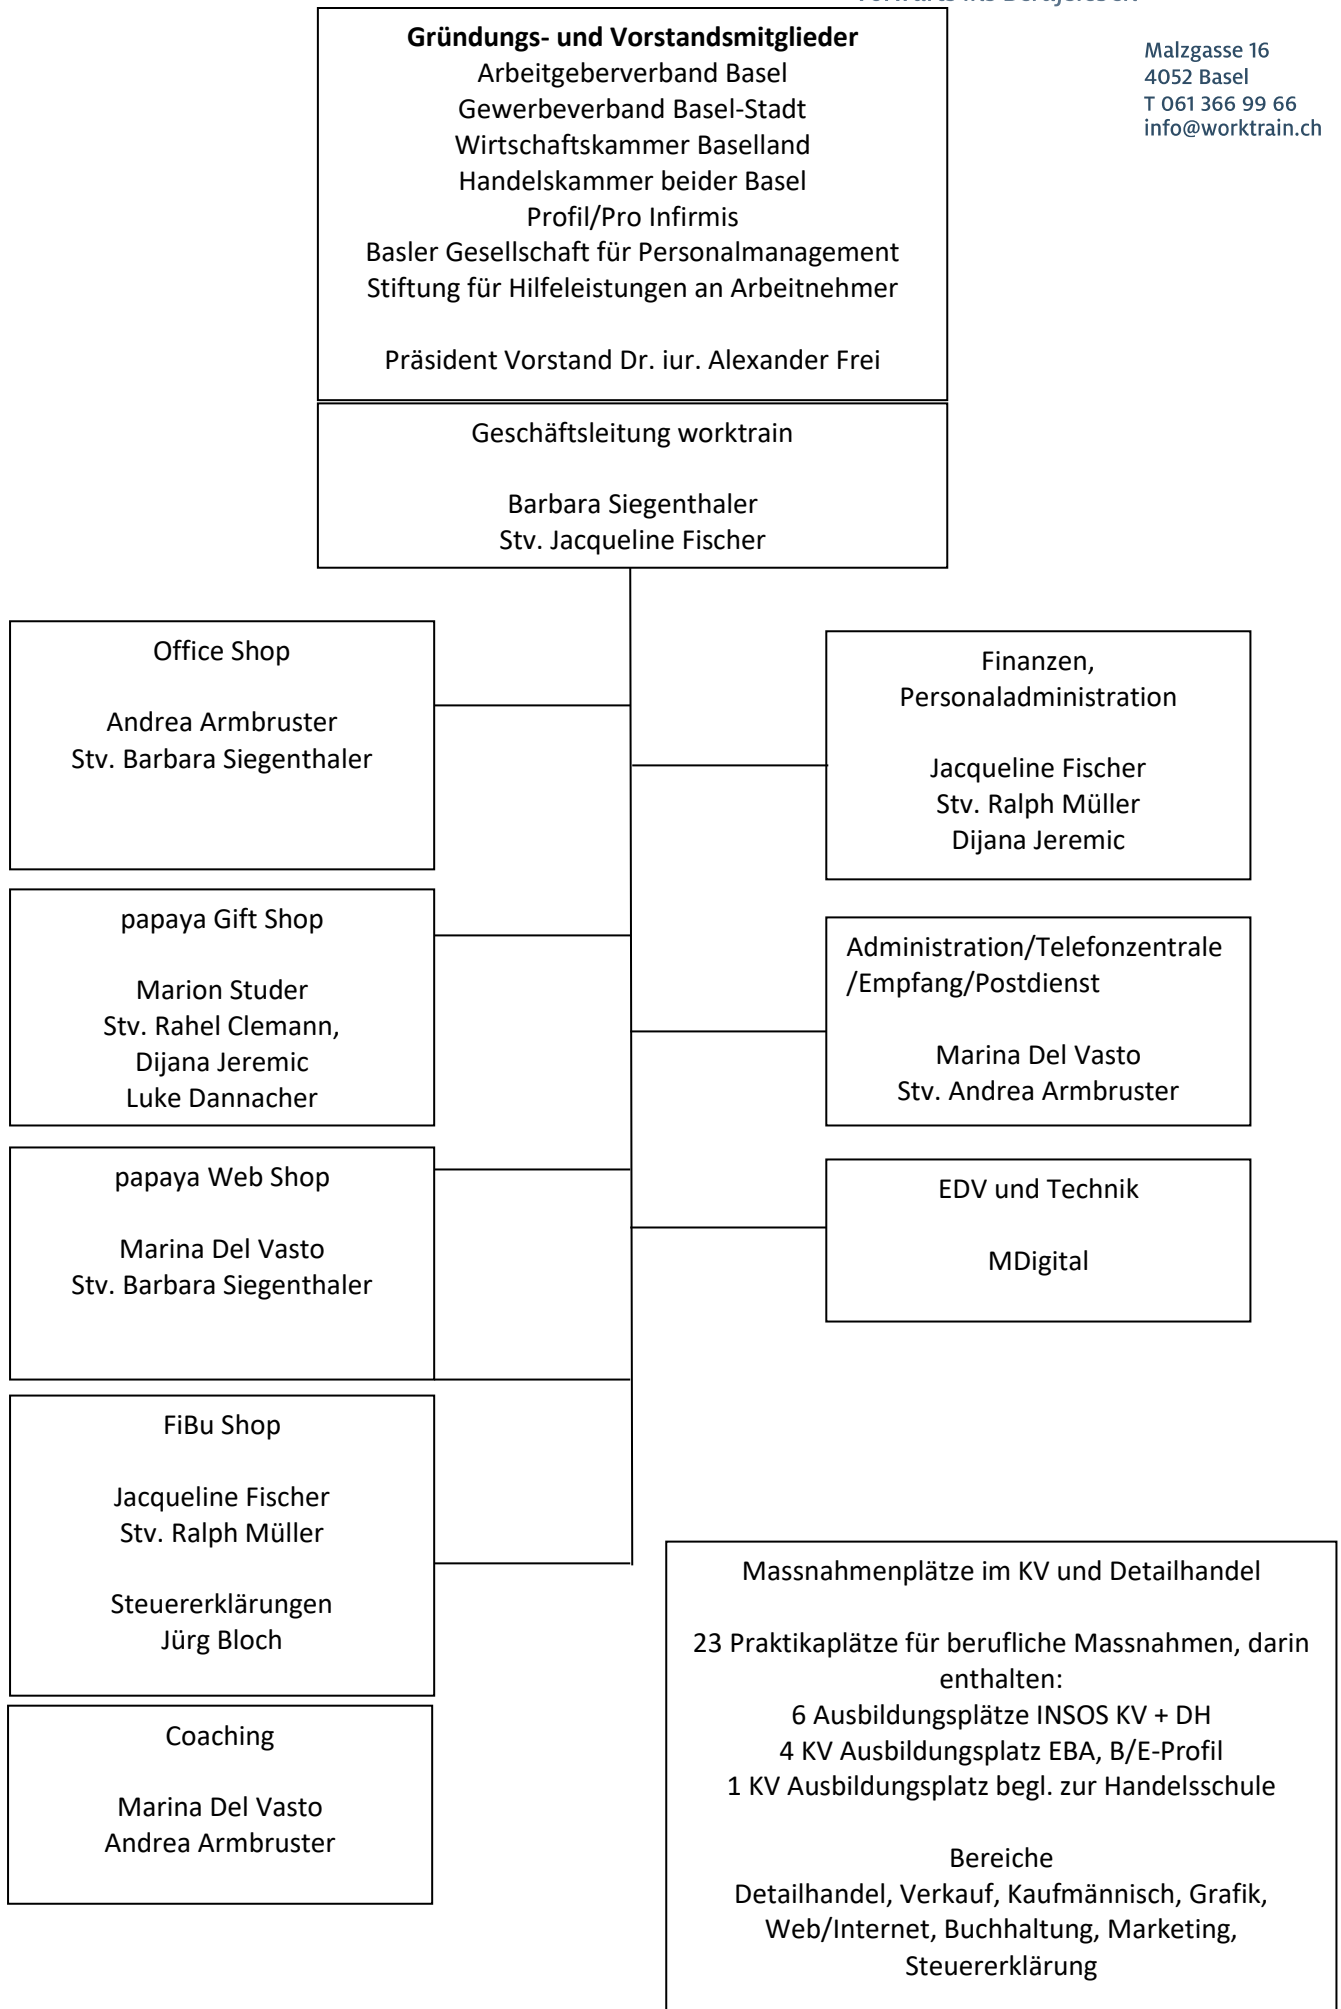 Gründungs- und Vorstandsmitglieder
Arbeitgeberverband Basel
Gewerbeverband Basel-Stadt
Wirtschaftskammer Baselland
Handelskammer beider Basel
Profil/Pro Infirmis
Basler Gesellschaft für Personalmanagement
Stiftung für Hilfeleistungen an Arbeitnehmer
Präsident Vorstand Dr. iur. Alexander Frei
Malzgasse 16
4052 Basel
T 061 366 99 66
info@worktrain.ch
Geschäftsleitung worktrain
Barbara Siegenthaler
Stv. Jacqueline Fischer
Office Shop
Andrea Armbruster
Stv. Barbara Siegenthaler
Finanzen,
Personaladministration
Jacqueline Fischer
Stv. Ralph Müller
Dijana Jeremic
papaya Gift Shop
Marion Studer
Stv. Rahel Clemann,
Dijana Jeremic
Luke Dannacher
Administration/Telefonzentrale
/Empfang/Postdienst
Marina Del Vasto
Stv. Andrea Armbruster
papaya Web Shop
Marina Del Vasto
Stv. Barbara Siegenthaler
EDV und Technik
MDigital
FiBu Shop
Jacqueline Fischer
Stv. Ralph Müller
Steuererklärungen
Jürg Bloch
Coaching
Marina Del Vasto
Andrea Armbruster
Massnahmenplätze im KV und Detailhandel
23 Praktikaplätze für berufliche Massnahmen, darin
enthalten:
6 Ausbildungsplätze INSOS KV + DH
4 KV Ausbildungsplatz EBA, B/E-Profil
1 KV Ausbildungsplatz begl. zur Handelsschule
Bereiche
Detailhandel, Verkauf, Kaufmännisch, Grafik,
Web/Internet, Buchhaltung, Marketing,
Steuererklärung